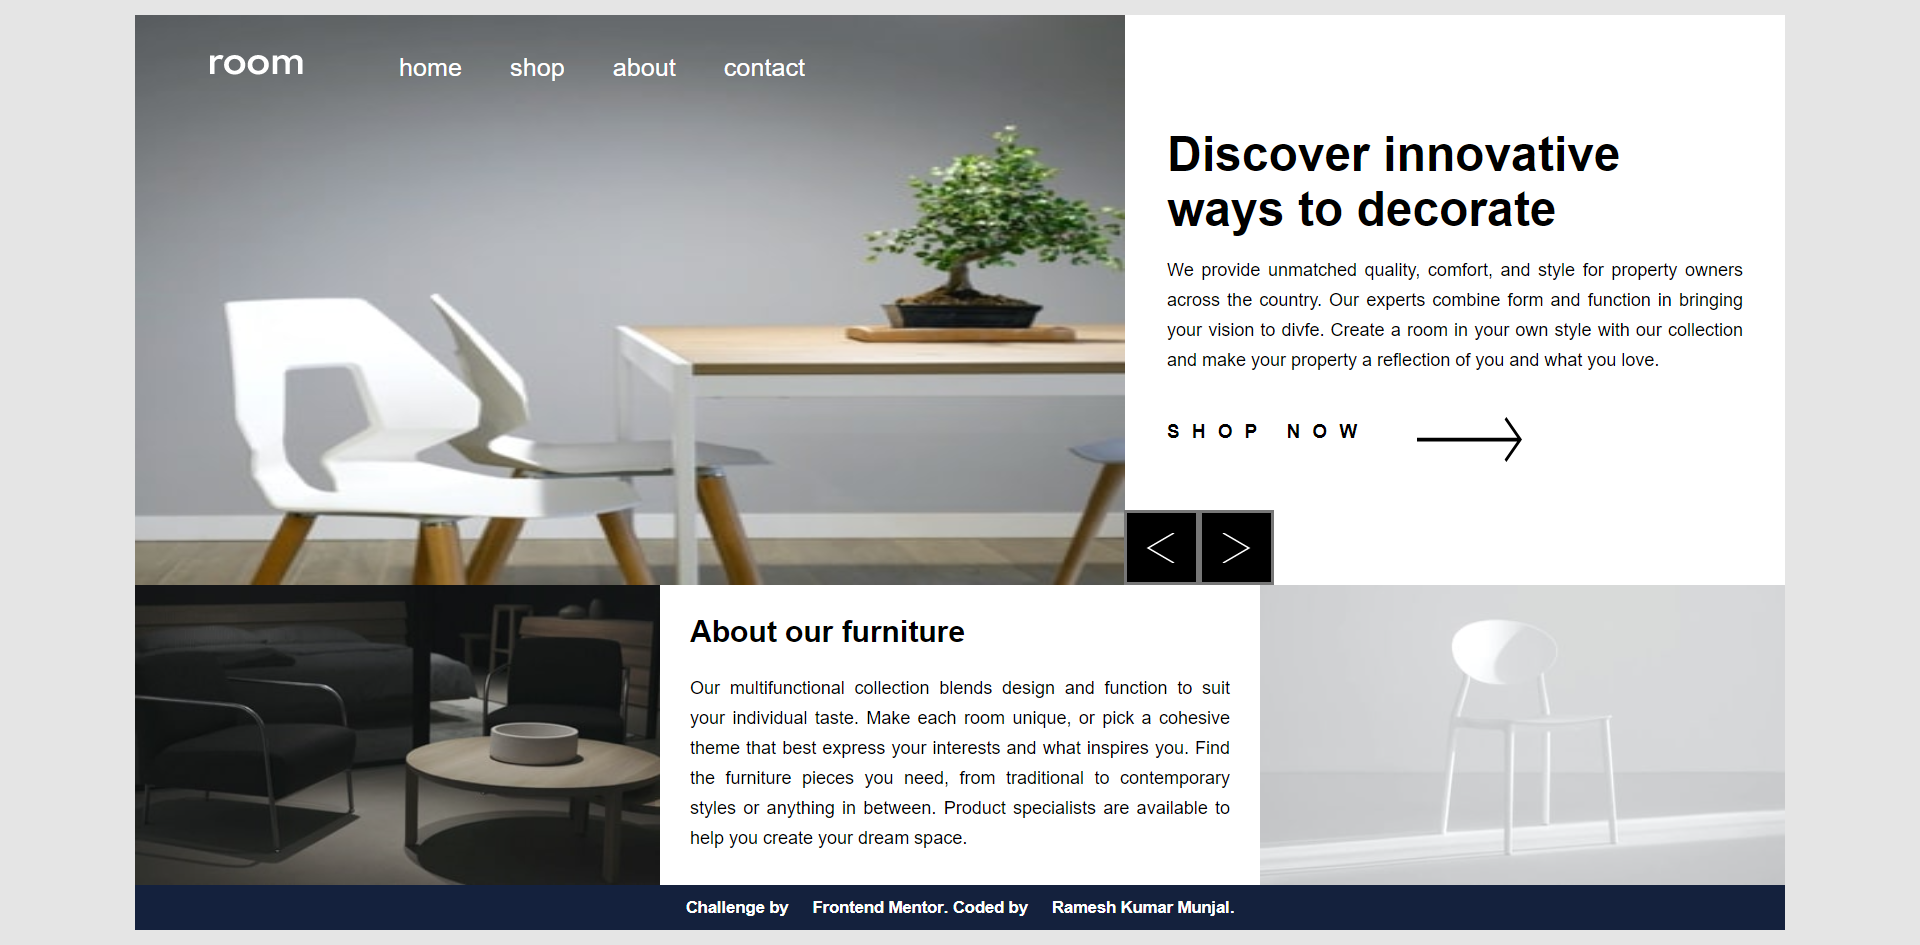 room
home shop about contact
Discover innovative
ways to decorate
We provide unmatched quality, comfort, and style for property owners
across the country. Our experts combine form and function in bringing
your vision to divfe. Create a room in your own style with our collection
and make your property a reflection of you and what you love.
SHOP NOW
About our furniture
Our multifunctional collection blends design and function to suit
your individual taste. Make each room unique, or pick a cohesive
theme that best express your interests and what inspires you. Find
the furniture pieces you need, from traditional to contemporary
styles or anything in between. Product specialists are available to
help you create your dream space.
Challenge by Frontend Mentor. Coded by Ramesh Kumar Munjal.